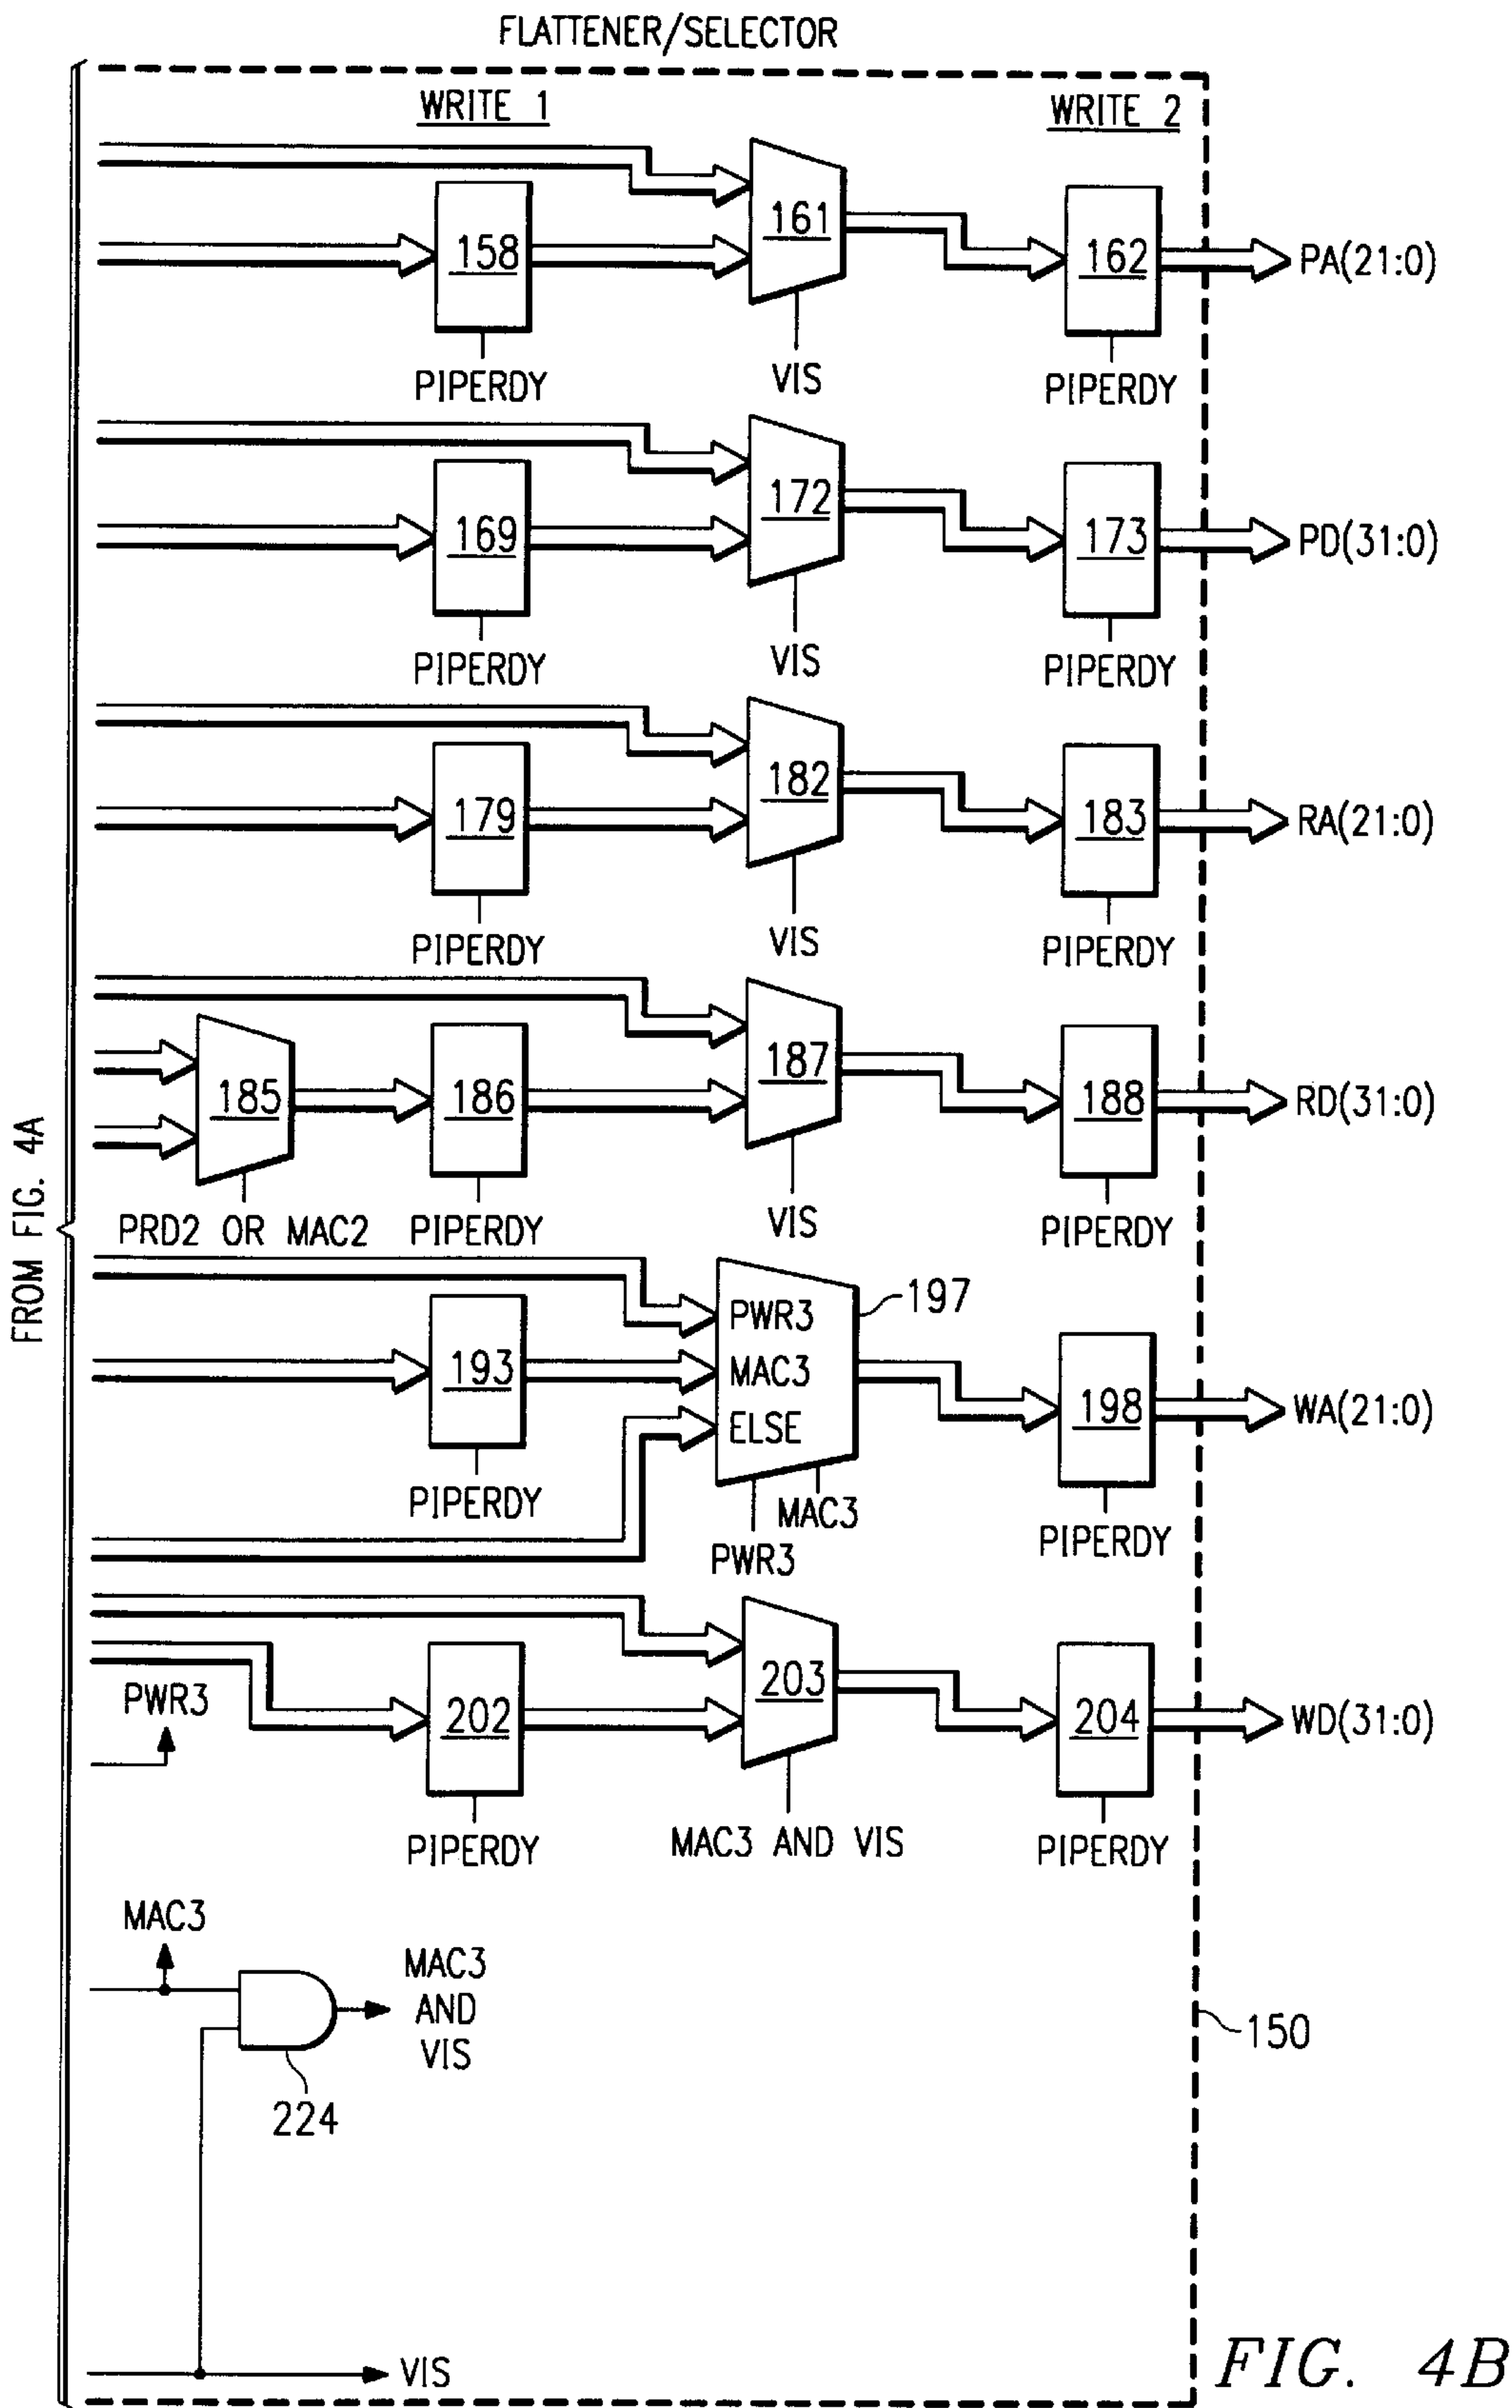 FLATTENER/SELECTOR
WRITE 1
WRITE 2
161
158
162
PA(21:0)
VIS
PIPERDY
PIPERDY
172
169
173
PD(31:0)
VIS
PIPERDY
PIPERDY
182
179
183
RA(21:0)
VIS
PIPERDY
PIPERDY
187
185
186
188
RD(31:0)
FROM FIG. 4A
VIS
PRD2 OR MAC2
PIPERDY
PIPERDY
197
PWR3
193
MAC3
198
WA(21:0)
ELSE
PIPERDY
MAC3
PIPERDY
PWR3
203
PWR3
202
204
WD(31:0)
MAC3 AND VIS
PIPERDY
PIPERDY
MAC3
MAC3
AND
VIS
150
224
VIS
FIG. 4B